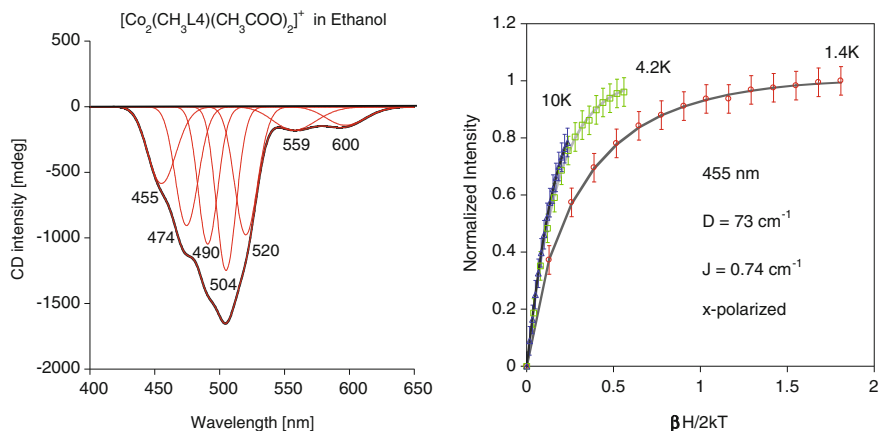 [Co₂(CH₃L4)(CH₃COO)₂]⁺ in Ethanol
500
0
-500
-1000
-1500
-2000
CD intensity [mdeg]
455
474
490
504
520
559
600
400
450
500
550
600
650
Wavelength [nm]
1.2
1
0.8
0.6
0.4
0.2
0
Normalized Intensity
10K
4.2K
1.4K
455 nm
D = 73 cm⁻¹
J = 0.74 cm⁻¹
x-polarized
0
0.5
1
1.5
2
βH/2kT